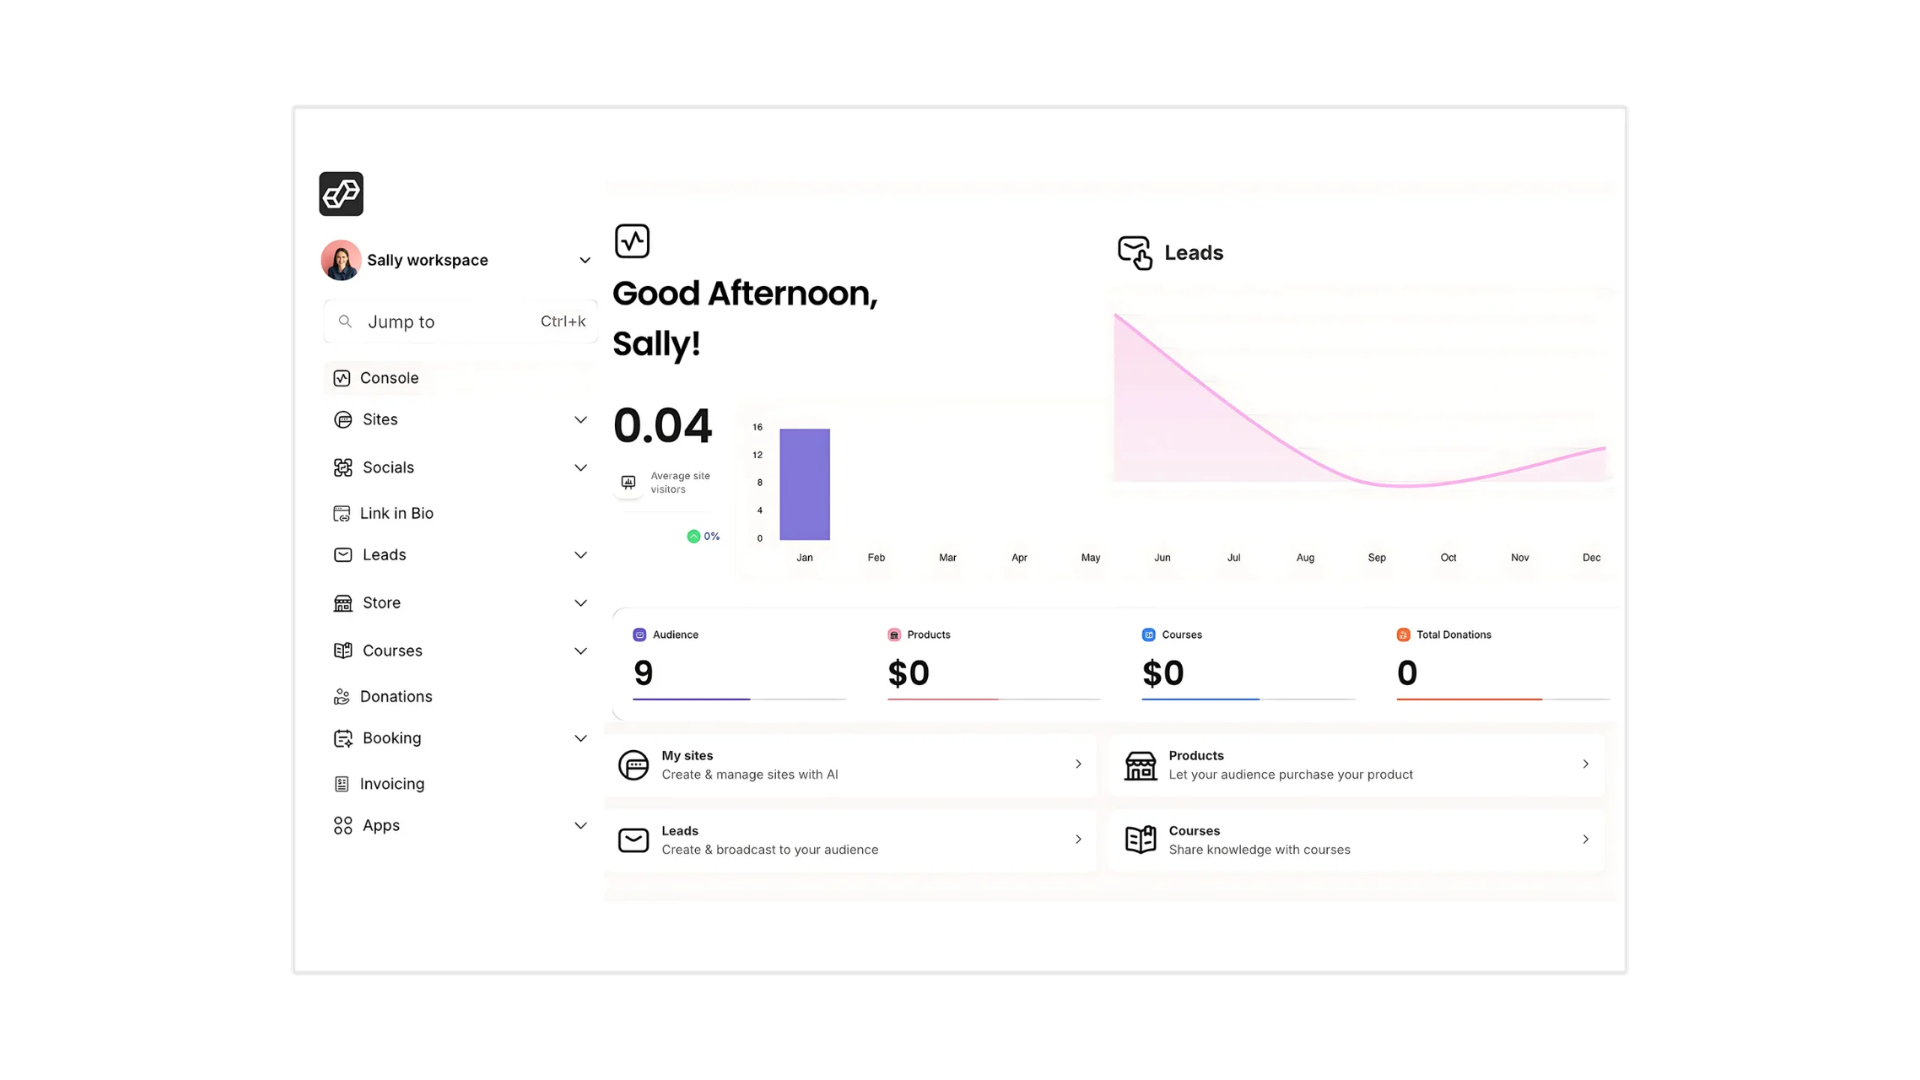 Sally workspace
Jump to Ctrl+k
Console
Sites
Socials
Link in Bio
Leads
Store
Courses
Donations
Booking
Invoicing
Apps
Good Afternoon,
Sally!
0.04
Average site
visitors
0%
16
12
8
4
0
Jan Feb Mar Apr May Jun Jul Aug Sep Oct Nov Dec
Leads
Audience
9
Products
$0
Courses
$0
Total Donations
0
My sites
Create & manage sites with AI
Products
Let your audience purchase your product
Leads
Create & broadcast to your audience
Courses
Share knowledge with courses